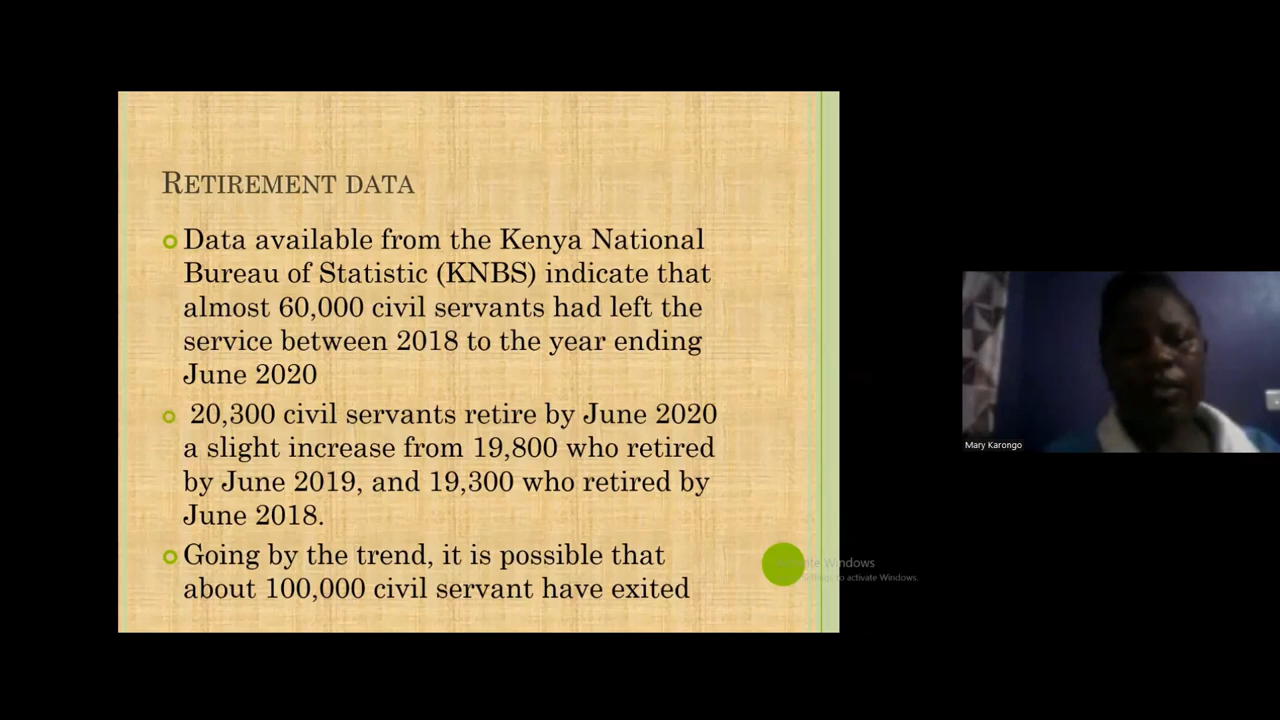 RETIREMENT DATA
Data available from the Kenya National
Bureau of Statistic (KNBS) indicate that
almost 60,000 civil servants had left the
service between 2018 to the year ending
June 2020
20,300 civil servants retire by June 2020
a slight increase from 19,800 who retired
by June 2019, and 19,300 who retired by
June 2018.
Going by the trend, it is possible that
about 100,000 civil servant have exited
Windows
to activate Windows.
Mary Karongo